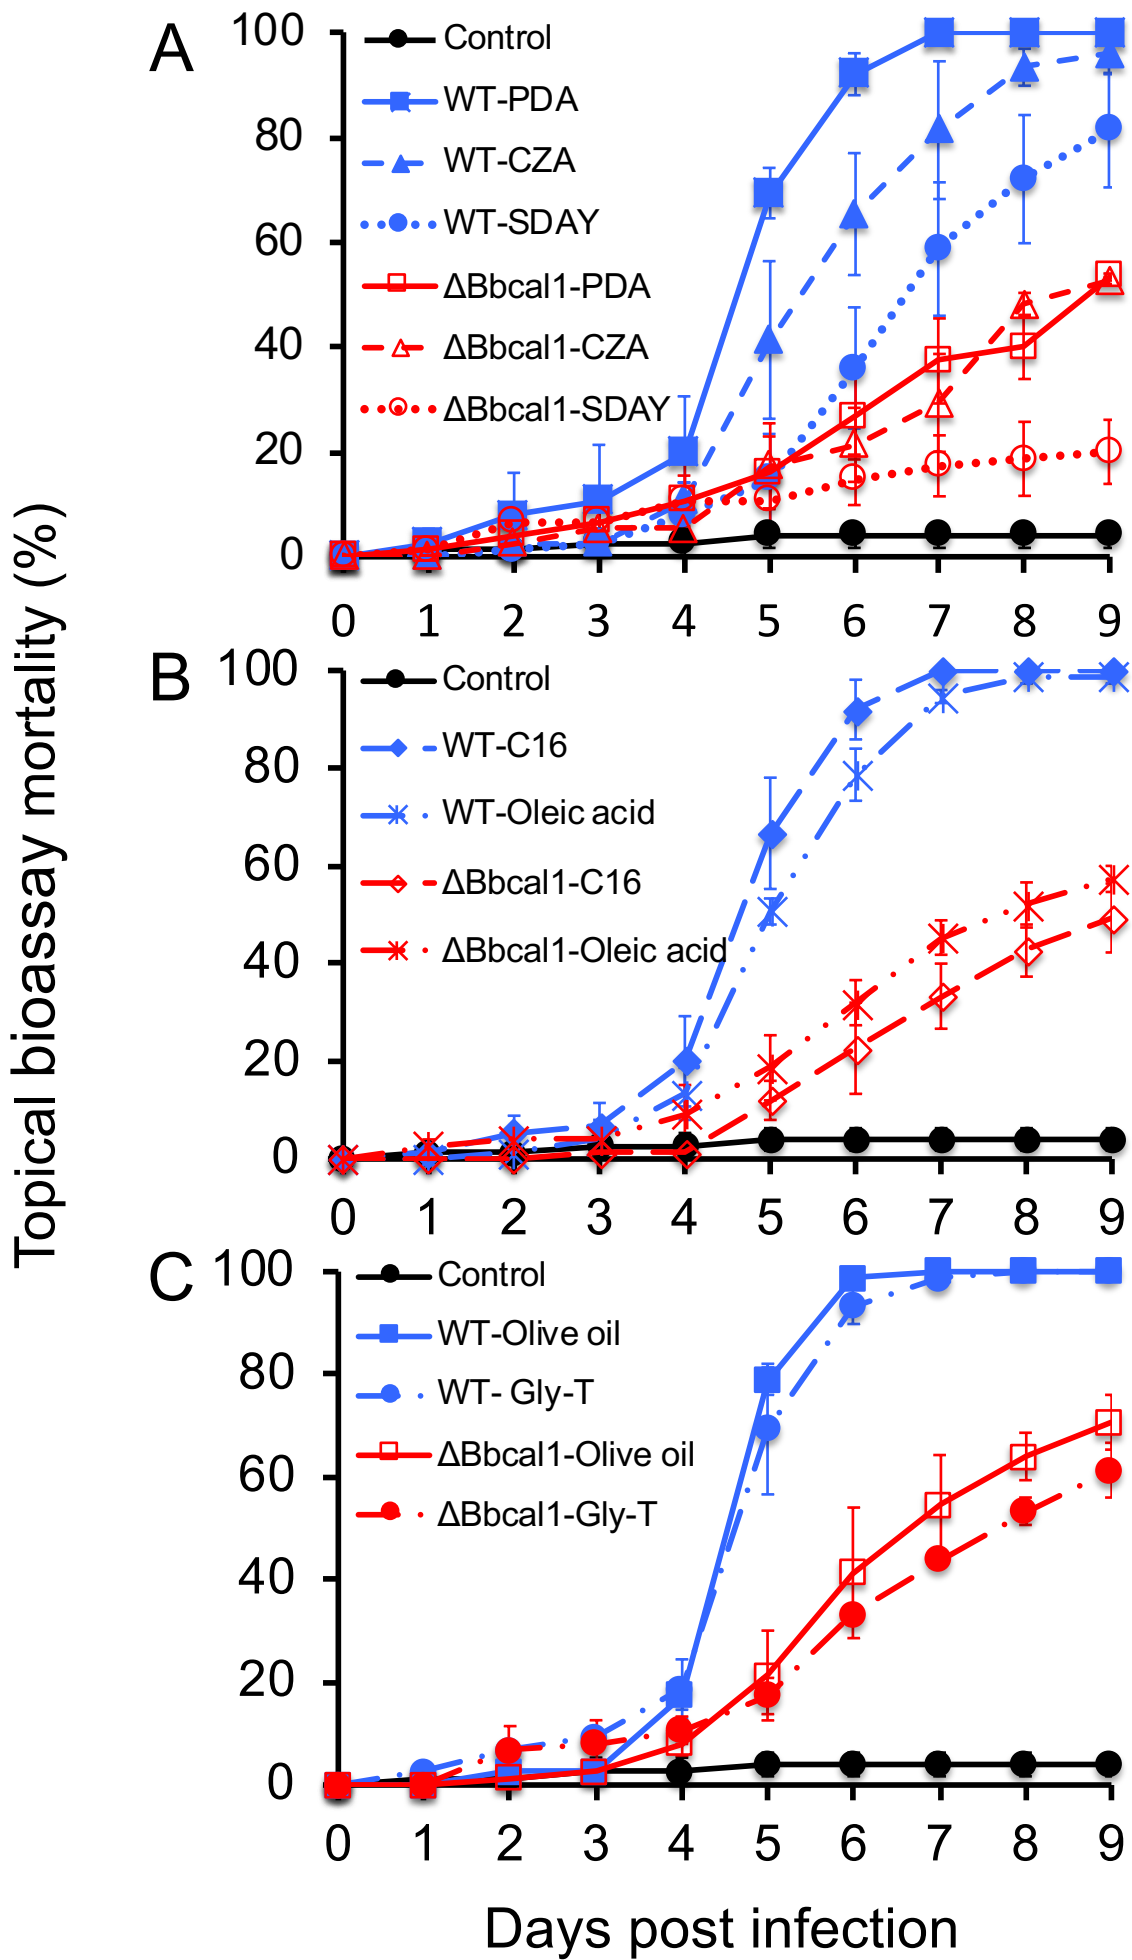 Topical bioassay mortality (%)
A
100
80
60
40
20
0
Control
WT-PDA
WT-CZA
WT-SDAY
ΔBbcal1-PDA
ΔBbcal1-CZA
ΔBbcal1-SDAY
0 1 2 3 4 5 6 7 8 9
B
100
80
60
40
20
0
Control
WT-C16
WT-Oleic acid
ΔBbcal1-C16
ΔBbcal1-Oleic acid
0 1 2 3 4 5 6 7 8 9
C
100
80
60
40
20
0
Control
WT-Olive oil
WT- Gly-T
ΔBbcal1-Olive oil
ΔBbcal1-Gly-T
0 1 2 3 4 5 6 7 8 9
Days post infection